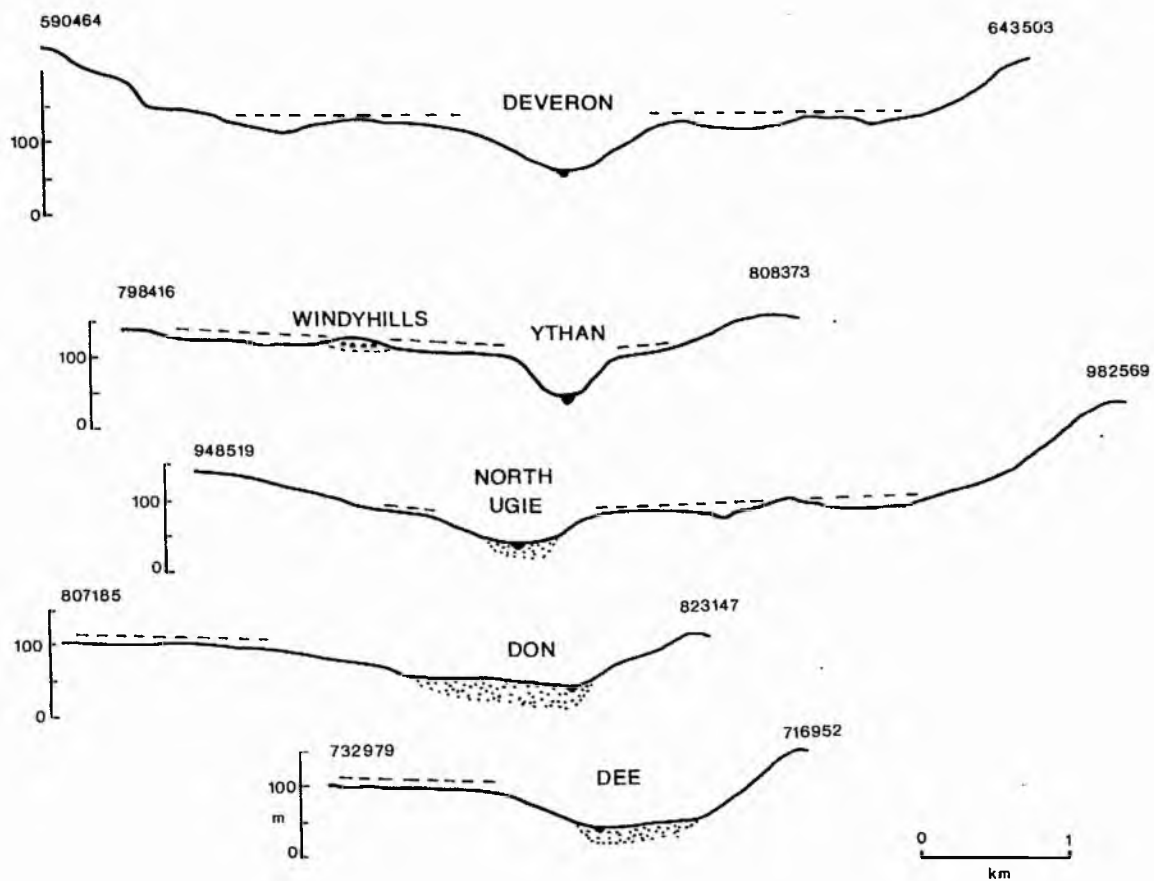 590464
643503
DEVERON
100
0
798416
808373
WINDYHILLS
YTHAN
100
0
982569
948519
NORTH
UGIE
100
0
807185
823147
DON
100
0
732979
716952
DEE
100
m
0
0 1
km